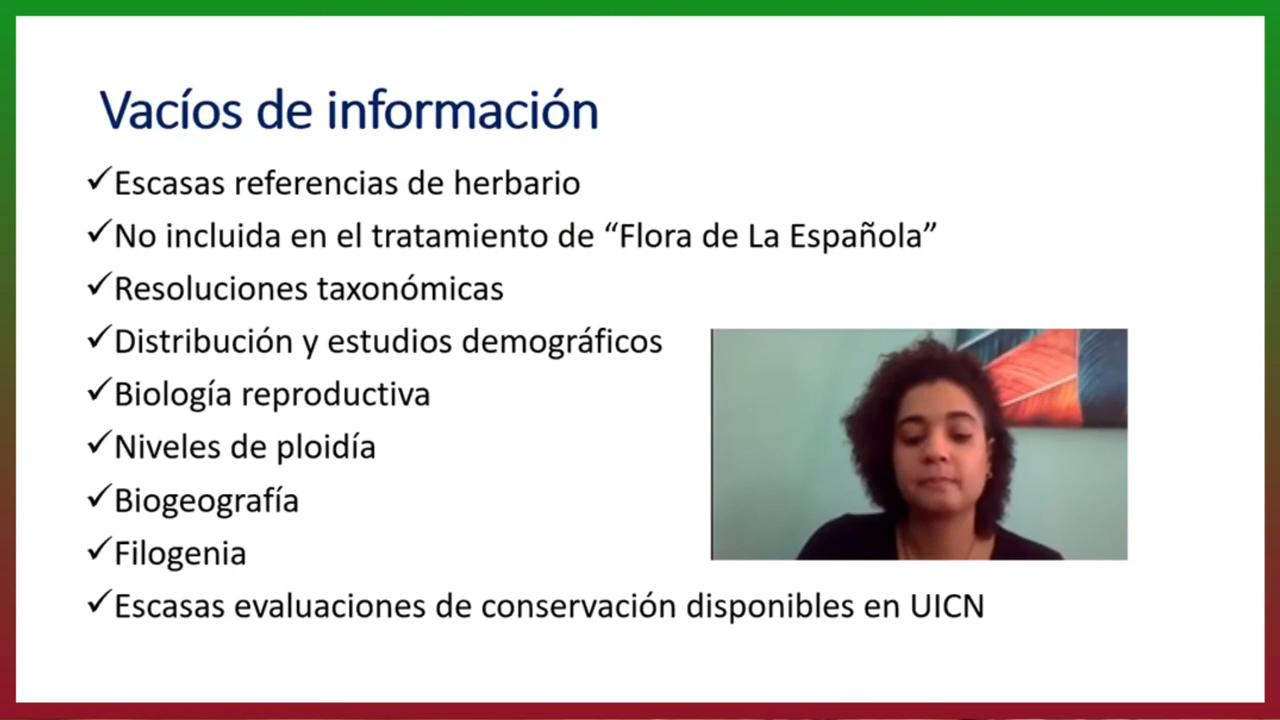 Vacíos de información
✓Escasas referencias de herbario
✓No incluida en el tratamiento de “Flora de La Española”
✓Resoluciones taxonómicas
✓Distribución y estudios demográficos
✓Biología reproductiva
✓Niveles de ploidía
✓Biogeografía
✓Filogenia
✓Escasas evaluaciones de conservación disponibles en UICN